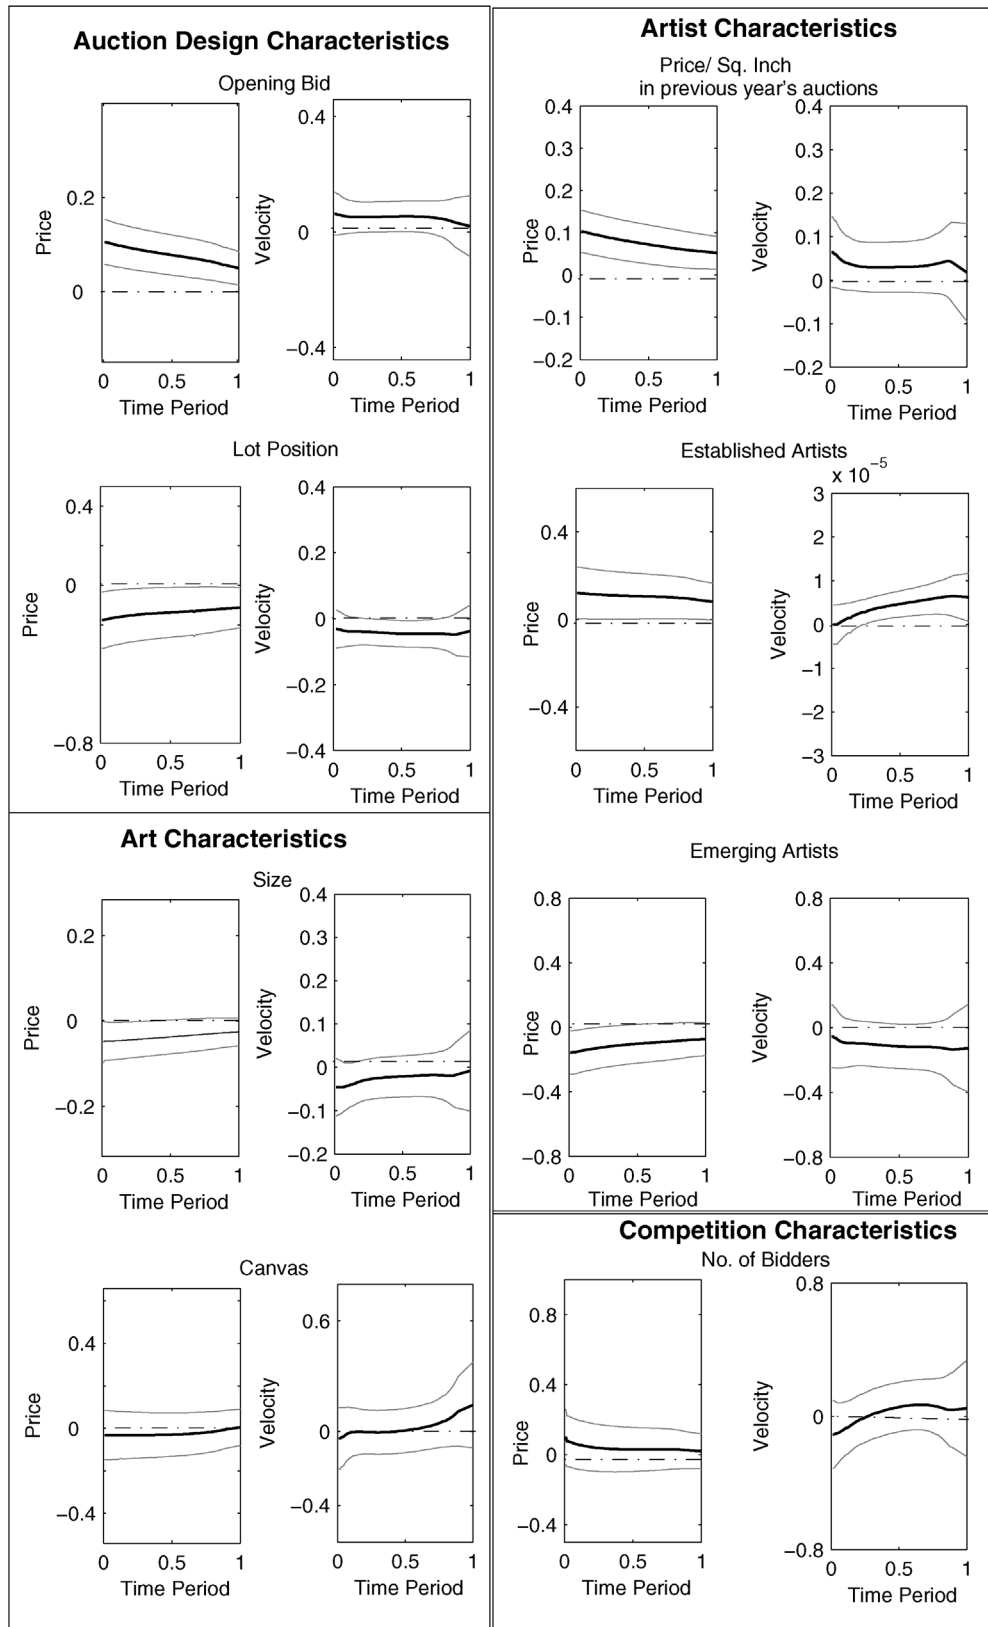 Auction Design Characteristics
Opening Bid
Price
0.2
0
0 0.5 1
Time Period
Velocity
0.4
0
−0.4
0 0.5 1
Time Period
Lot Position
Price
0.4
0
−0.8
0 0.5 1
Time Period
Velocity
0.4
0.2
0
−0.2
−0.4
0 0.5 1
Time Period
Art Characteristics
Size
Price
0.2
0
−0.2
0 0.5 1
Time Period
Velocity
0.4
0.3
0.2
0.1
0
−0.1
−0.2
0 0.5 1
Time Period
Canvas
Price
0.4
0
−0.4
0 0.5 1
Time Period
Velocity
0.6
0
−0.4
0 0.5 1
Time Period
Artist Characteristics
Price/ Sq. Inch
in previous year's auctions
Price
0.4
0.3
0.2
0.1
0
−0.1
−0.2
0 0.5 1
Time Period
Velocity
0.4
0.3
0.2
0.1
0
−0.1
−0.2
0 0.5 1
Time Period
Established Artists
Price
0.4
0
−0.4
0 0.5 1
Time Period
x 10−5
Velocity
3
2
1
0
−1
−2
−3
0 0.5 1
Time Period
Emerging Artists
Price
0.8
0.4
0
−0.4
−0.8
0 0.5 1
Time Period
Velocity
0.8
0.4
0
−0.4
−0.8
0 0.5 1
Time Period
Competition Characteristics
No. of Bidders
Price
0.8
0.4
0
−0.4
0 0.5 1
Time Period
Velocity
0.8
0
−0.8
0 0.5 1
Time Period